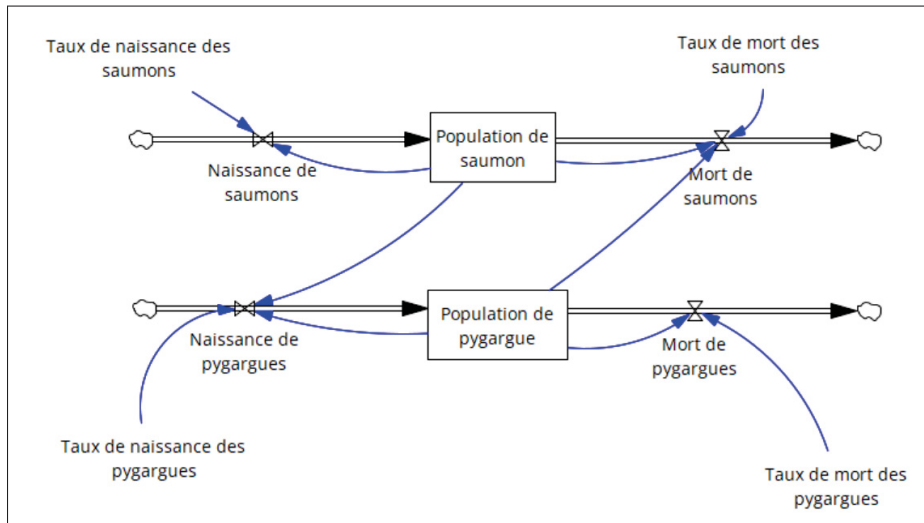 Taux de naissance des
saumons
Taux de mort des
saumons
Population de
saumon
Naissance de
saumons
Mort de
saumons
Population de
pygargue
Naissance de
pygargues
Mort de
pygargues
Taux de naissance des
pygargues
Taux de mort des
pygargues